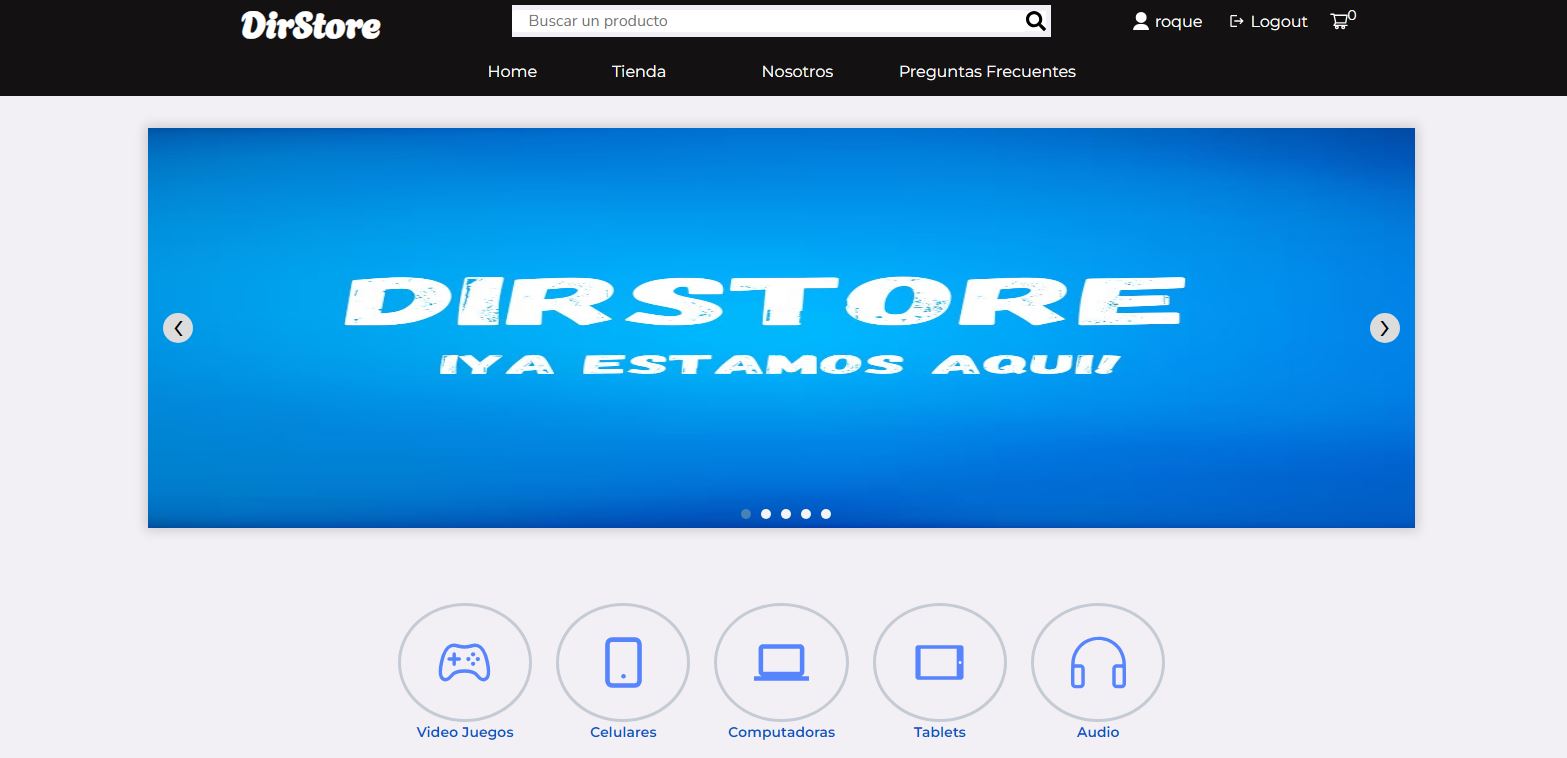 DirStore
Buscar un producto
roque
Logout
0
Home
Tienda
Nosotros
Preguntas Frecuentes
DIRSTORE
¡YA ESTAMOS AQUI!
Video Juegos
Celulares
Computadoras
Tablets
Audio